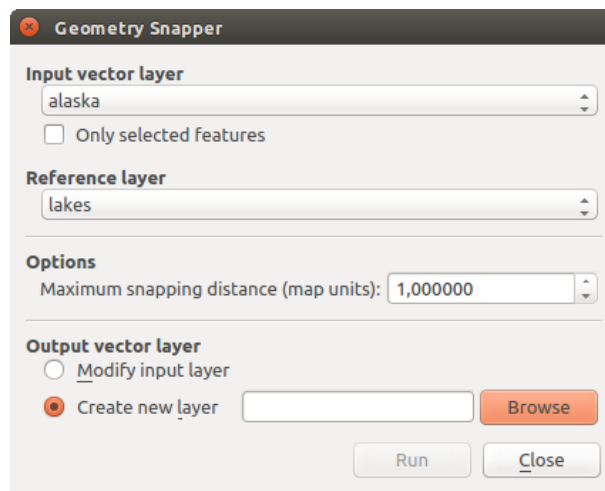 Geometry Snapper
Input vector layer
alaska
Only selected features
Reference layer
lakes
Options
Maximum snapping distance (map units): 1,000000
Output vector layer
Modify input layer
Create new layer Browse
Run Close